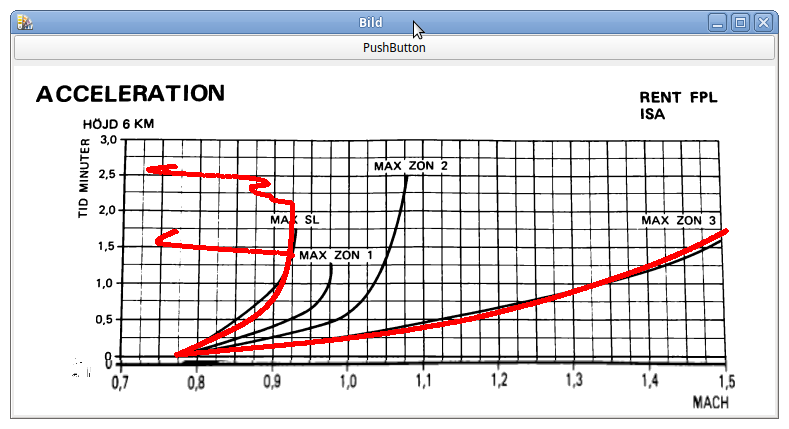 Bild
PushButton
ACCELERATION
RENT FPL
ISA
HÖJD 6 KM
TID MINUTER
3,0
2,5
2,0
1,5
1,0
0,5
0
0
MAX ZON 2
MAX SL
MAX ZON 3
MAX ZON 1
0,7 0,8 0,9 1,0 1,1 1,2 1,3 1,4 1,5
MACH